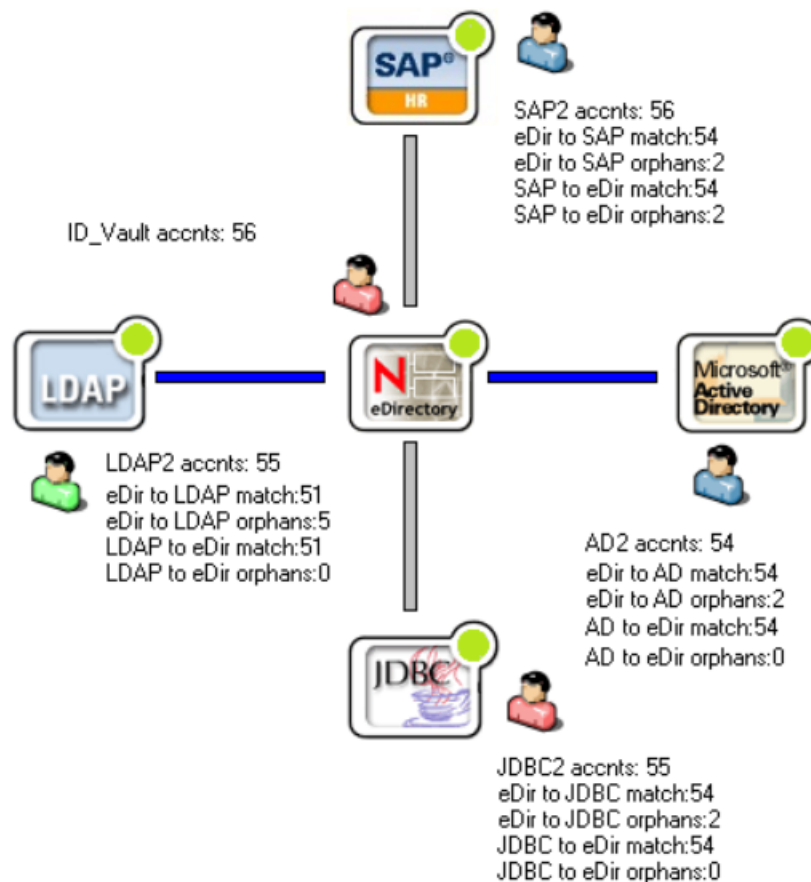 SAP®
HR
SAP2 accnts: 56
eDir to SAP match:54
eDir to SAP orphans:2
SAP to eDir match:54
SAP to eDir orphans:2
ID_Vault accnts: 56
LDAP
N
eDirectory
Microsoft®
Active
Directory
LDAP2 accnts: 55
eDir to LDAP match:51
eDir to LDAP orphans:5
LDAP to eDir match:51
LDAP to eDir orphans:0
AD2 accnts: 54
eDir to AD match:54
eDir to AD orphans:2
AD to eDir match:54
AD to eDir orphans:0
JDBC
JDBC2 accnts: 55
eDir to JDBC match:54
eDir to JDBC orphans:2
JDBC to eDir match:54
JDBC to eDir orphans:0